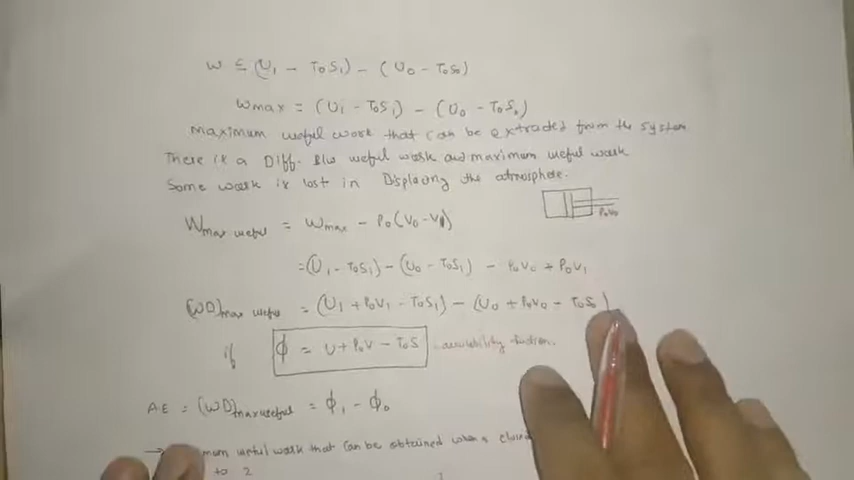 W ≤ (U₁ - T₀S₁) - (U₀ - T₀S₀)
Wmax = (U₁ - T₀S₁) - (U₀ - T₀S₀)
maximum useful work that can be extracted from the system
There is a Diff. b/w useful work and maximum useful work
Some work is lost in Displacing the atmosphere.
P₀V₀
Wmax useful = Wmax - P₀(V₀-V₁)
= (U₁ - T₀S₁) - (U₀ - T₀S₁) - P₀V₀ + P₀V₁
(WD)max useful = (U₁ + P₀V₁ - T₀S₁) - (U₀ + P₀V₀ - T₀S₀)
if ϕ = U + P₀V - T₀S availability function.
A.E = (WD)max useful = ϕ₁ - ϕ₀
→ useful work that can be obtained when a
to 2